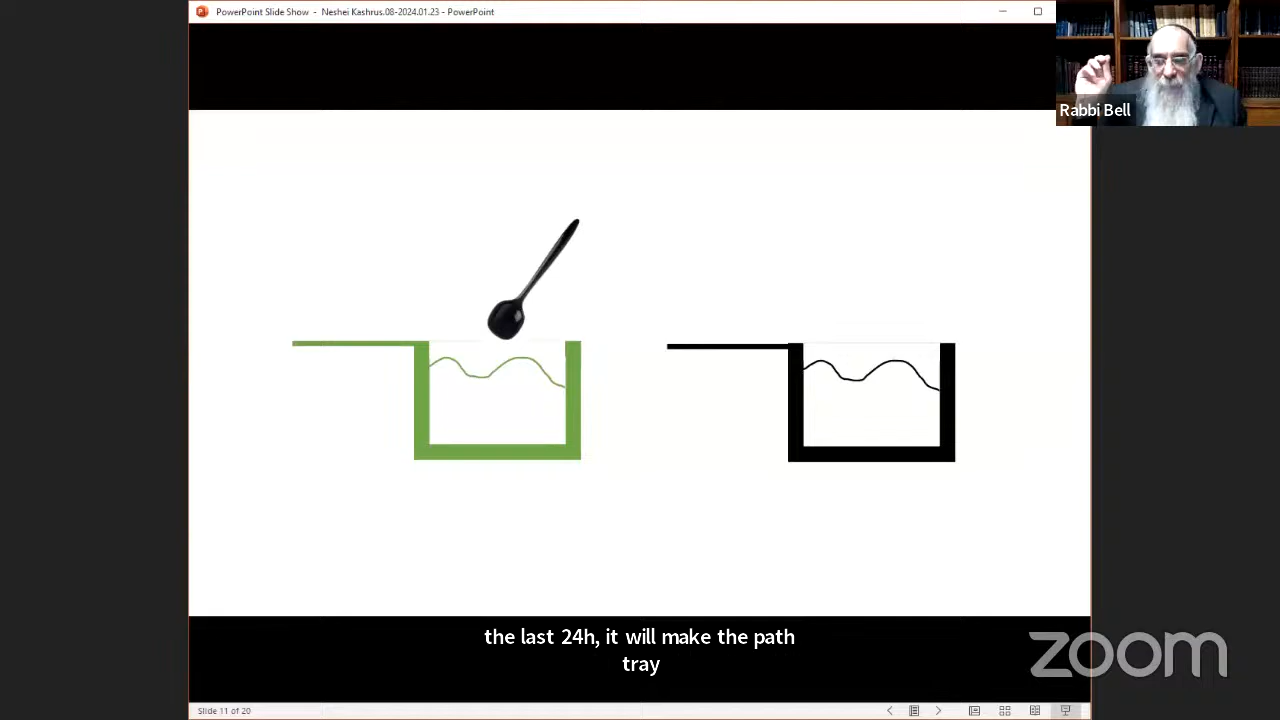 PowerPoint Slide Show - Neshei Kashrus.08-2024.01.23 - PowerPoint
Rabbi Bell
the last 24h, it will make the path
tray
zoom
Slide 11 of 20